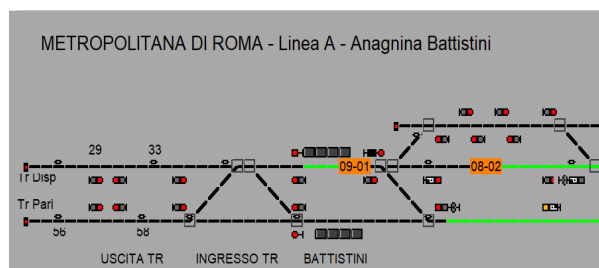 METROPOLITANA DI ROMA - Linea A - Anagnina Battistini
29 33
09-01 08-02
Tr Disp
Tr Pari
56 58
USCITA TR INGRESSO TR BATTISTINI